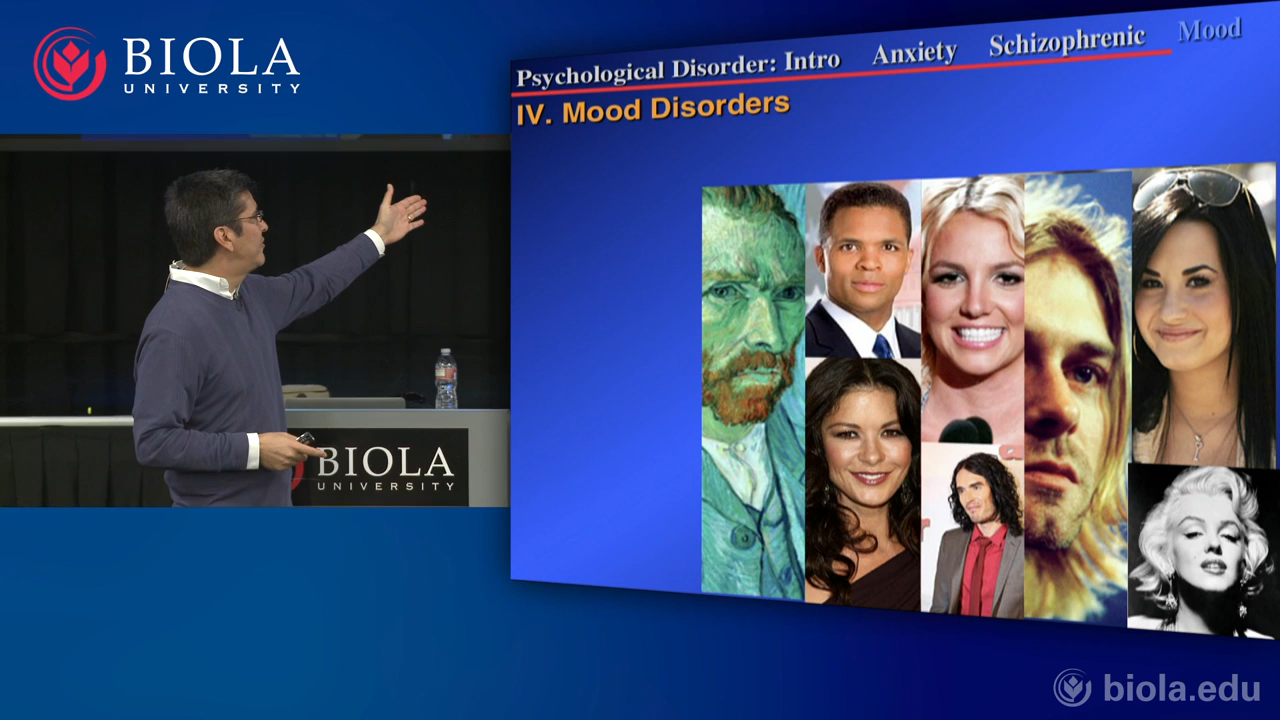 BIOLA
UNIVERSITY
Psychological Disorder: Intro Anxiety Schizophrenic Mood
IV. Mood Disorders
BIOLA
UNIVERSITY
biola.edu